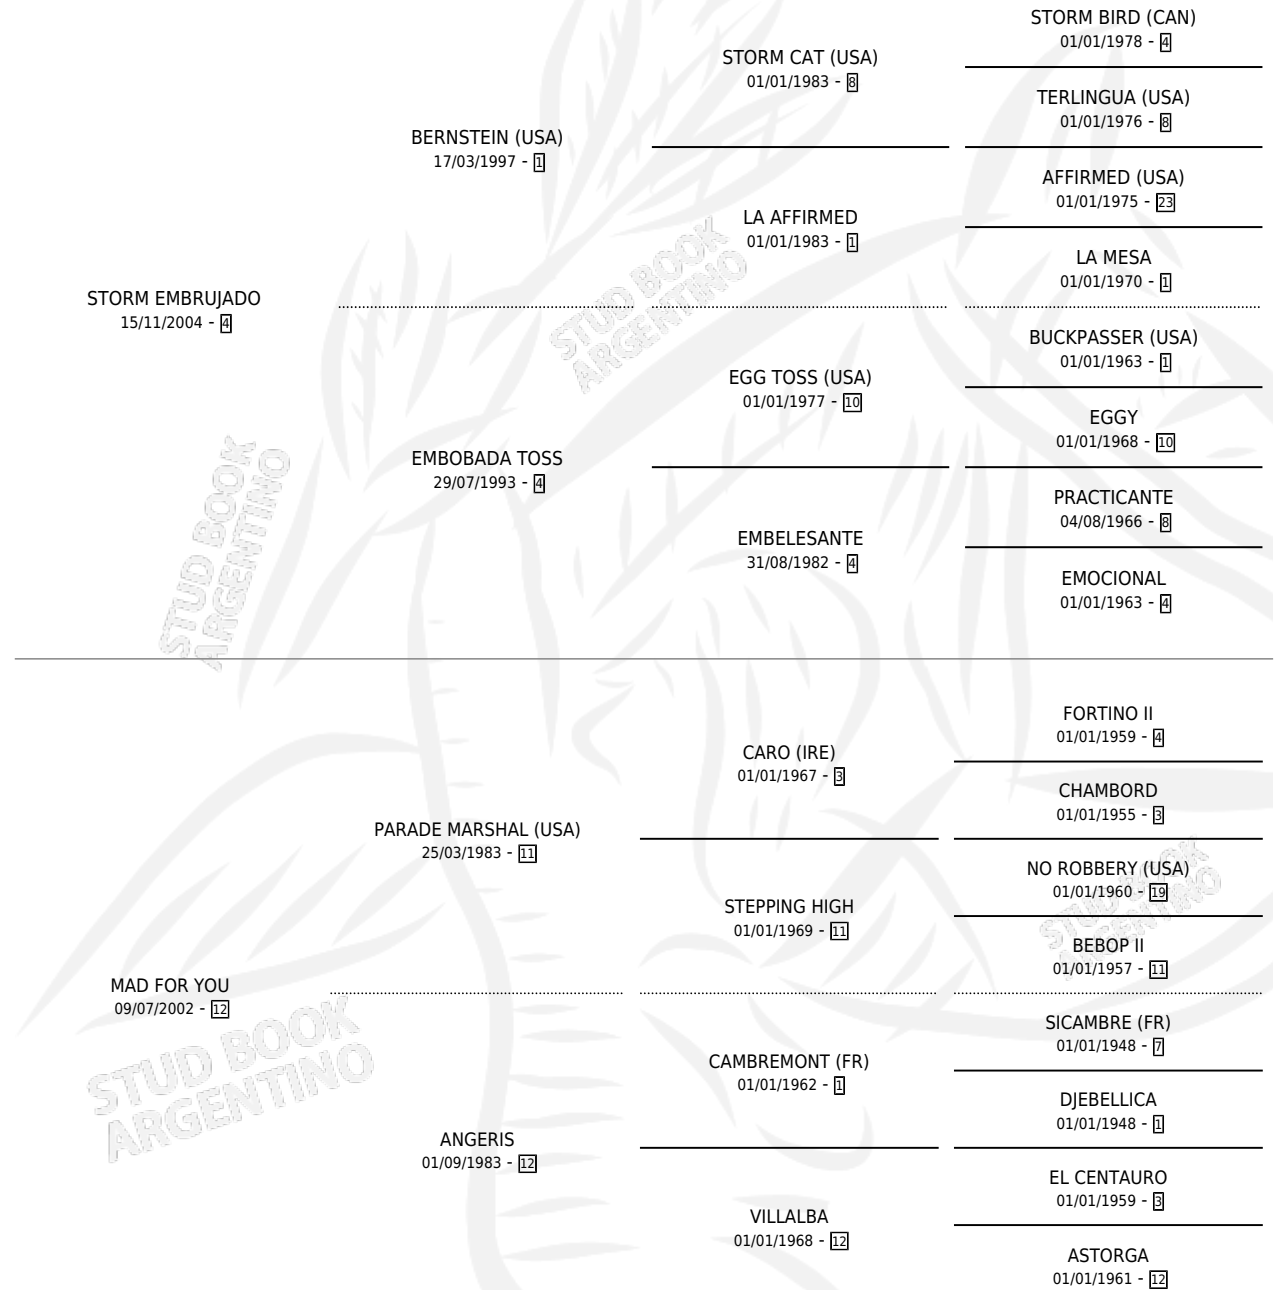 STORM BIRD (CAN)
01/01/1978 - 4
STORM CAT (USA)
01/01/1983 - 8
TERLINGUA (USA)
01/01/1976 - 8
BERNSTEIN (USA)
17/03/1997 - 1
AFFIRMED (USA)
01/01/1975 - 23
LA AFFIRMED
01/01/1983 - 1
LA MESA
01/01/1970 - 1
STORM EMBRUJADO
15/11/2004 - 4
BUCKPASSER (USA)
01/01/1963 - 1
EGG TOSS (USA)
01/01/1977 - 10
EGGY
01/01/1968 - 10
EMBOBADA TOSS
29/07/1993 - 4
PRACTICANTE
04/08/1966 - 8
EMBELESANTE
31/08/1982 - 4
EMOCIONAL
01/01/1963 - 4
STUD BOOK
ARGENTINO
STUD BOOK
ARGENTINO
FORTINO II
01/01/1959 - 4
CARO (IRE)
01/01/1967 - 3
CHAMBORD
01/01/1955 - 3
PARADE MARSHAL (USA)
25/03/1983 - 11
NO ROBBERY (USA)
01/01/1960 - 19
STEPPING HIGH
01/01/1969 - 11
BEBOP II
01/01/1957 - 11
MAD FOR YOU
09/07/2002 - 12
SICAMBRE (FR)
01/01/1948 - 7
CAMBREMONT (FR)
01/01/1962 - 1
DJEBELLICA
01/01/1948 - 1
ANGERIS
01/09/1983 - 12
EL CENTAURO
01/01/1959 - 3
VILLALBA
01/01/1968 - 12
ASTORGA
01/01/1961 - 12
STUD BOOK
ARGENTINO
STUD BOOK
ARGENTINO